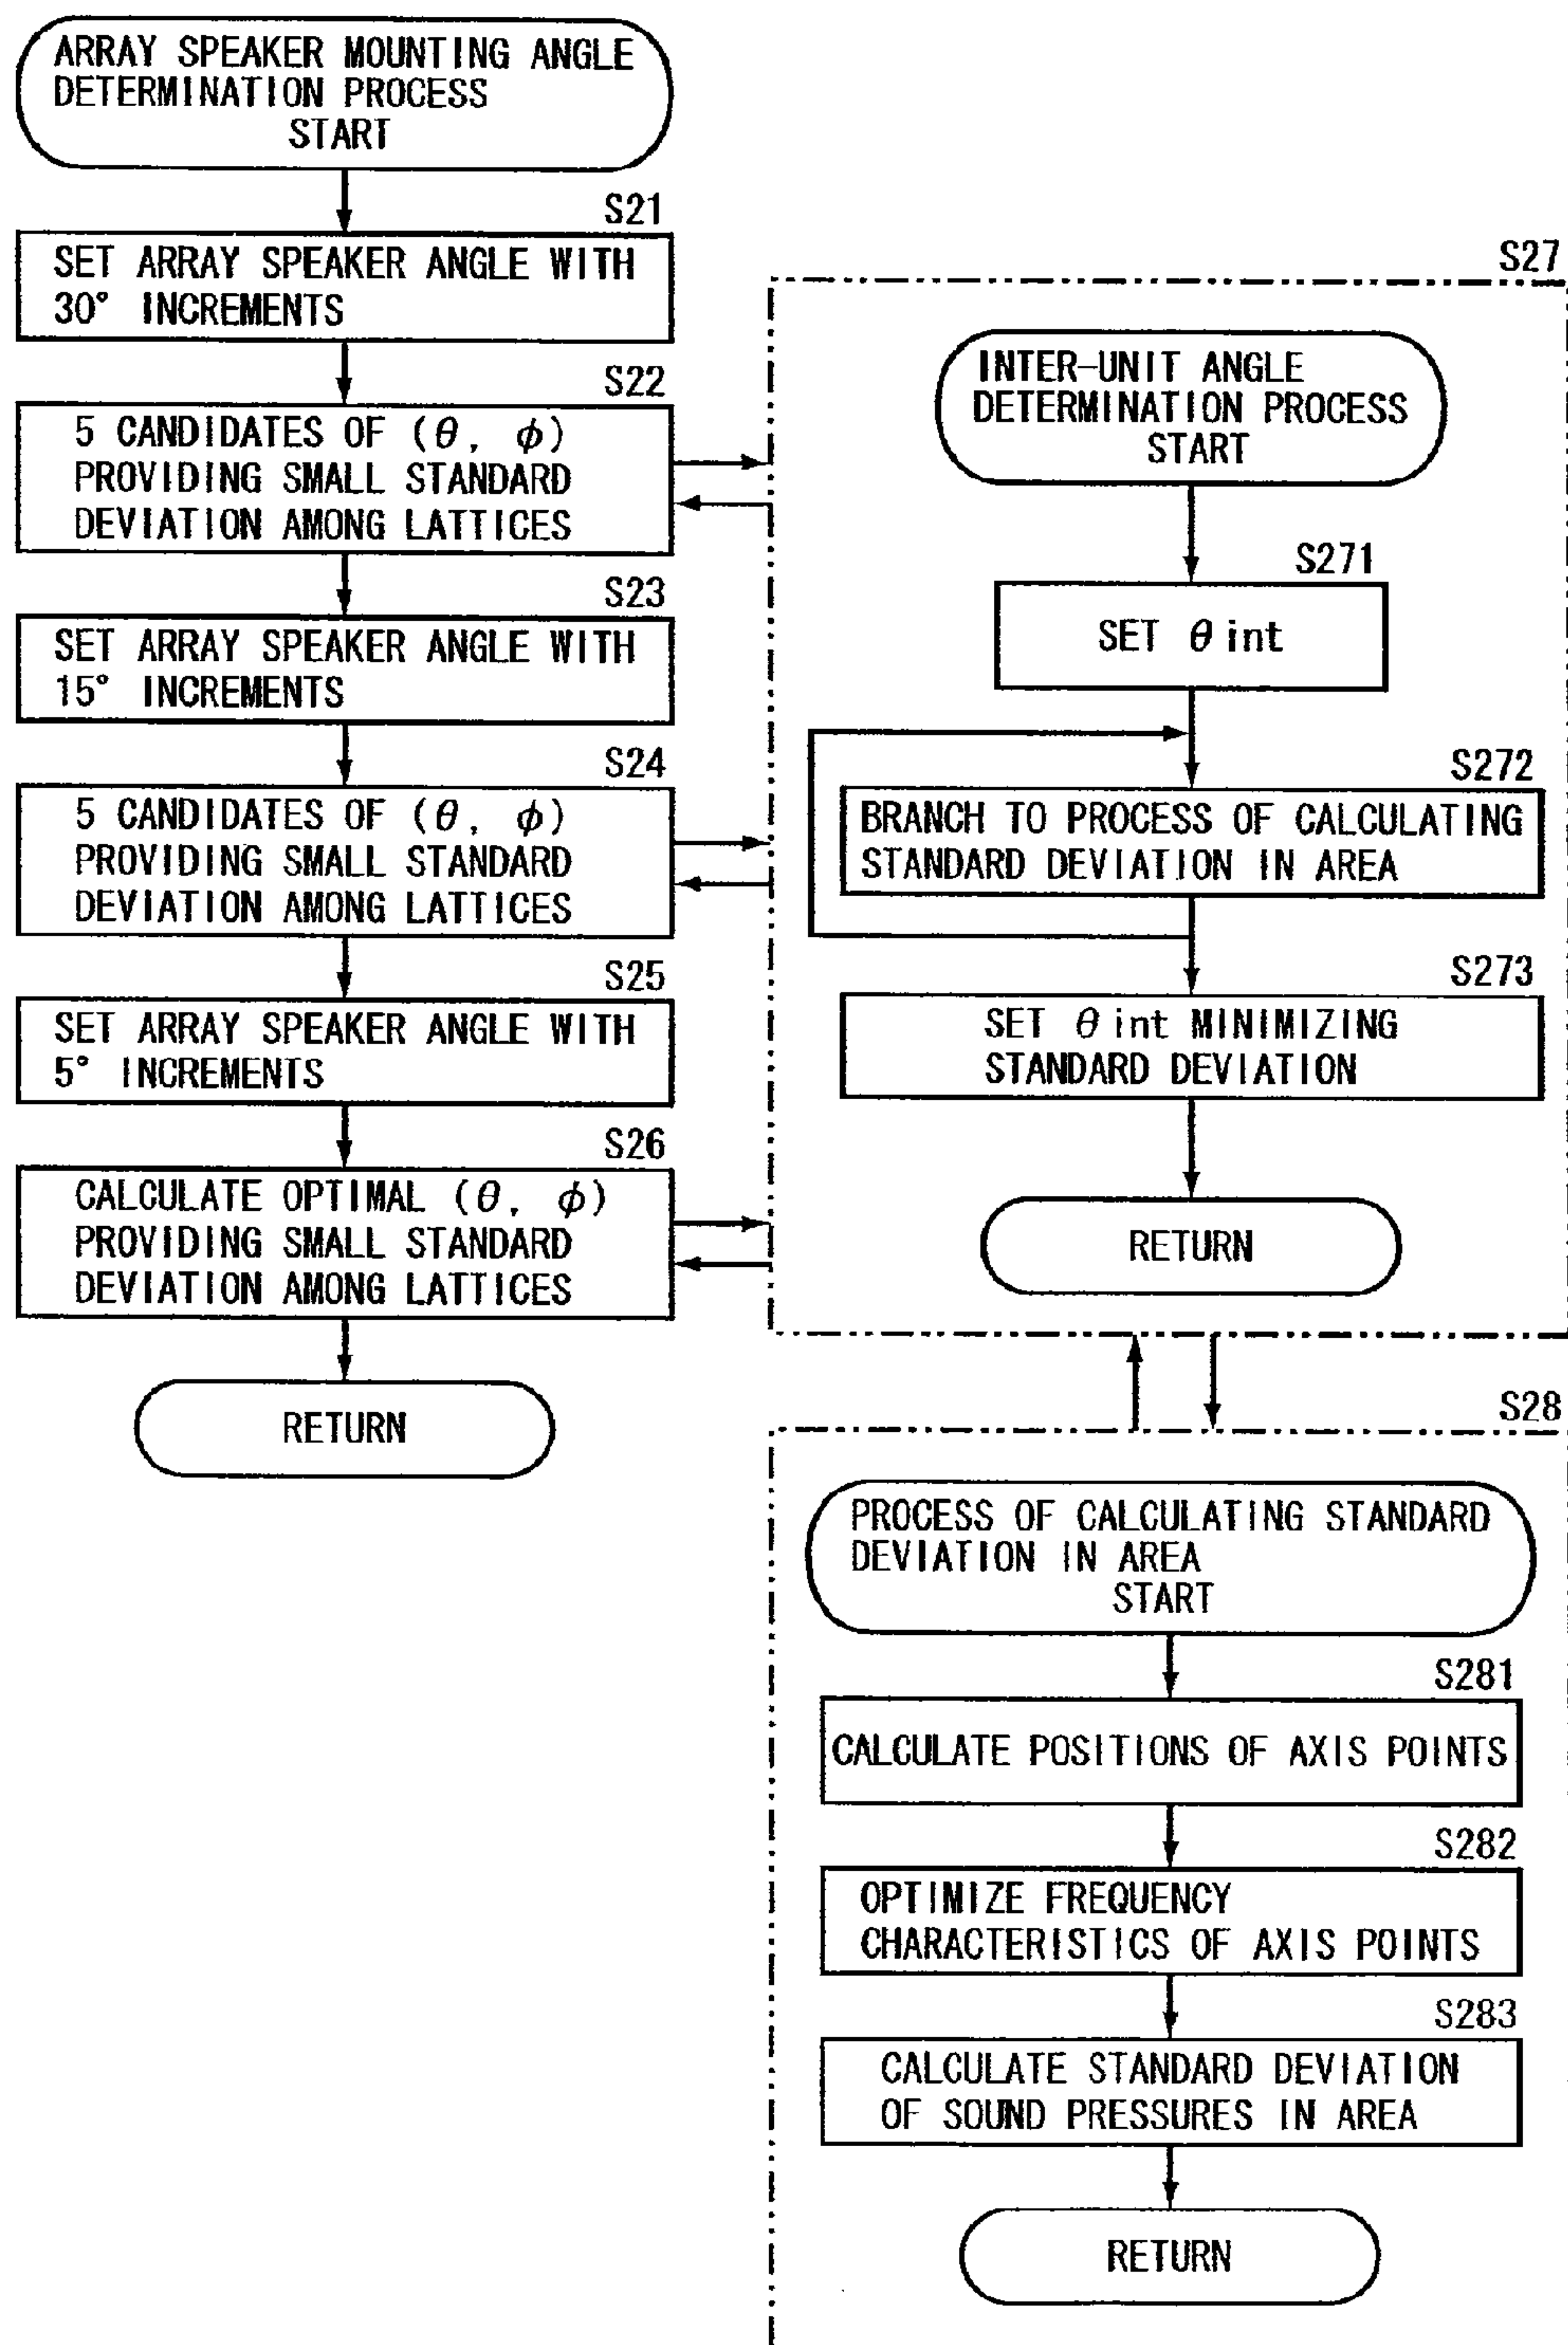 ARRAY SPEAKER MOUNTING ANGLE
DETERMINATION PROCESS
START
S21
SET ARRAY SPEAKER ANGLE WITH
30° INCREMENTS
S22
5 CANDIDATES OF (θ, φ)
PROVIDING SMALL STANDARD
DEVIATION AMONG LATTICES
S23
SET ARRAY SPEAKER ANGLE WITH
15° INCREMENTS
S24
5 CANDIDATES OF (θ, φ)
PROVIDING SMALL STANDARD
DEVIATION AMONG LATTICES
S25
SET ARRAY SPEAKER ANGLE WITH
5° INCREMENTS
S26
CALCULATE OPTIMAL (θ, φ)
PROVIDING SMALL STANDARD
DEVIATION AMONG LATTICES
RETURN
S27
INTER-UNIT ANGLE
DETERMINATION PROCESS
START
S271
SET θ int
S272
BRANCH TO PROCESS OF CALCULATING
STANDARD DEVIATION IN AREA
S273
SET θ int MINIMIZING
STANDARD DEVIATION
RETURN
S28
PROCESS OF CALCULATING STANDARD
DEVIATION IN AREA
START
S281
CALCULATE POSITIONS OF AXIS POINTS
S282
OPTIMIZE FREQUENCY
CHARACTERISTICS OF AXIS POINTS
S283
CALCULATE STANDARD DEVIATION
OF SOUND PRESSURES IN AREA
RETURN